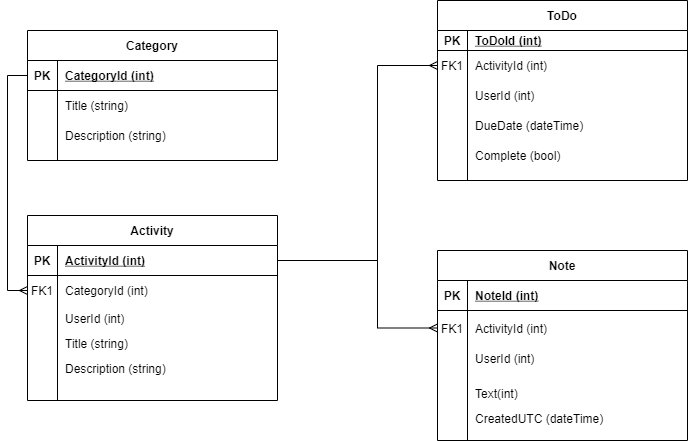 Category
PK CategoryId (int)
Title (string)
Description (string)
Activity
PK ActivityId (int)
FK1 CategoryId (int)
UserId (int)
Title (string)
Description (string)
ToDo
PK ToDoId (int)
FK1 ActivityId (int)
UserId (int)
DueDate (dateTime)
Complete (bool)
Note
PK NoteId (int)
FK1 ActivityId (int)
UserId (int)
Text(int)
CreatedUTC (dateTime)